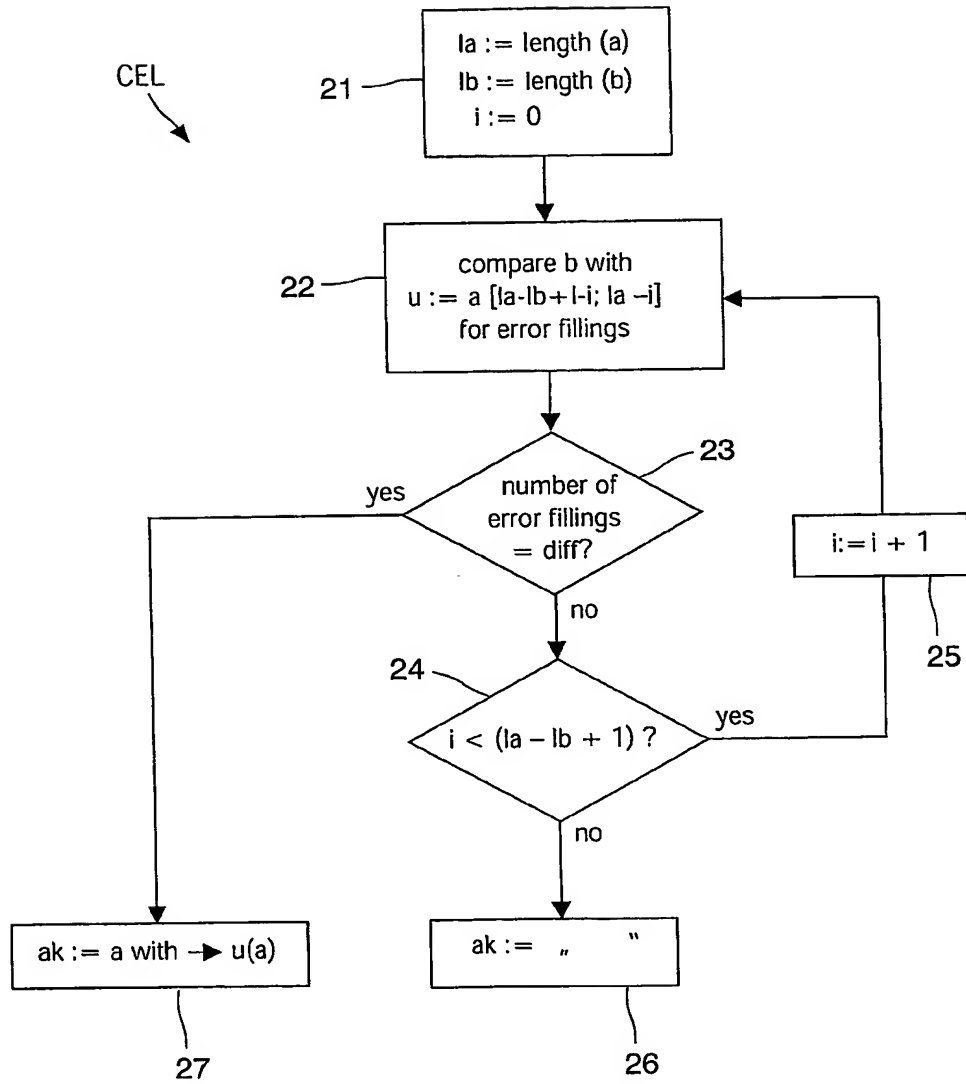 la := length (a)
lb := length (b)
i := 0
CEL
21
compare b with
u := a [la-lb+l-i; la –i]
for error fillings
22
23
yes
number of
error fillings
= diff?
no
i:= i + 1
25
24
i < (la – lb + 1) ?
yes
no
ak := a with u(a)
ak := „ “
27
26